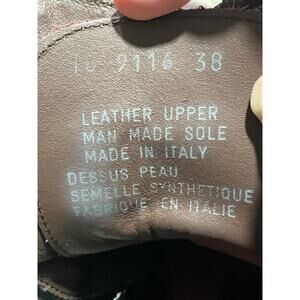 9116 38
LEATHER UPPER
MAN MADE SOLE
MADE IN ITALY
DESSUS PEAU
SEMELLE SYNTHETIQUE
FABRIQUE EN ITALIE